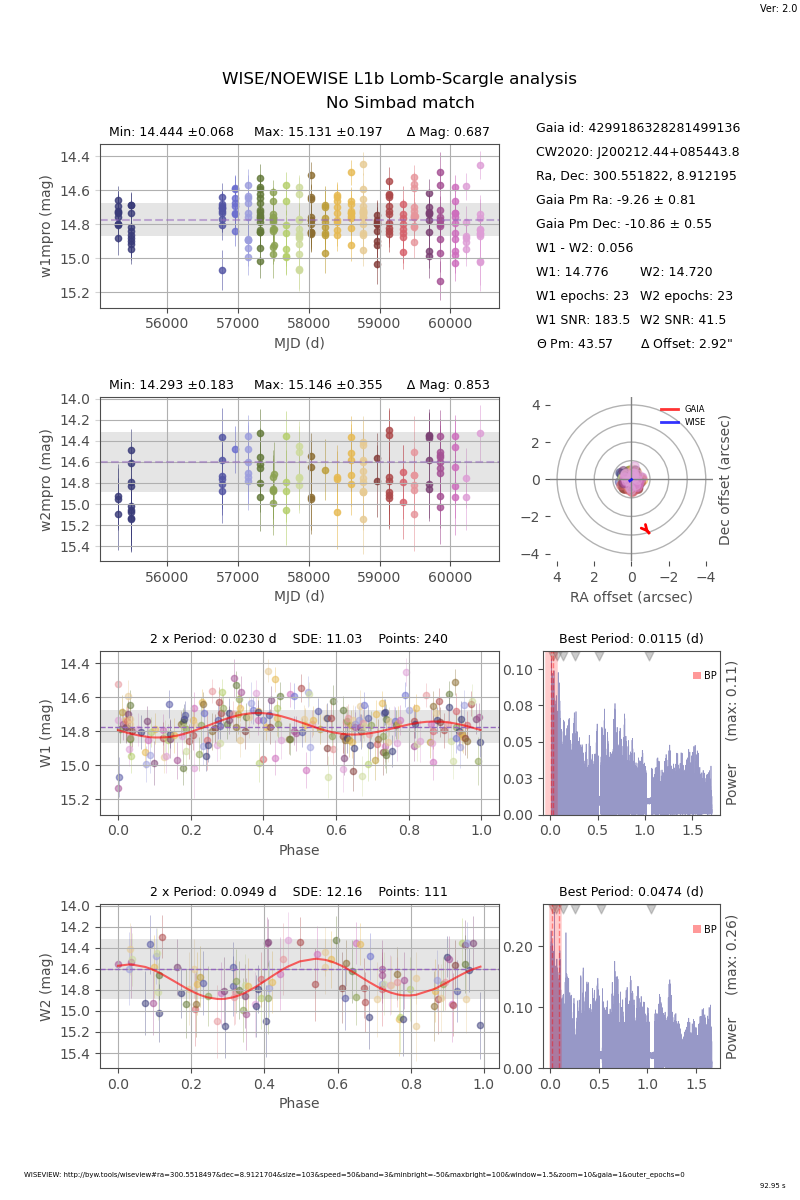 Ver: 2.0
WISE/NOEWISE L1b Lomb-Scargle analysis
No Simbad match
Min: 14.444 ±0.068 Max: 15.131 ±0.197 Δ Mag: 0.687
14.4
14.6
14.8
15.0
15.2
w1mpro (mag)
56000 57000 58000 59000 60000
MJD (d)
Gaia id: 4299186328281499136
CW2020: J200212.44+085443.8
Ra, Dec: 300.551822, 8.912195
Gaia Pm Ra: -9.26 ± 0.81
Gaia Pm Dec: -10.86 ± 0.55
W1 - W2: 0.056
W1: 14.776 W2: 14.720
W1 epochs: 23 W2 epochs: 23
W1 SNR: 183.5 W2 SNR: 41.5
Θ Pm: 43.57 Δ Offset: 2.92"
Min: 14.293 ±0.183 Max: 15.146 ±0.355 Δ Mag: 0.853
14.0
14.2
14.4
14.6
14.8
15.0
15.2
15.4
w2mpro (mag)
56000 57000 58000 59000 60000
MJD (d)
4
2
0
−2
−4
GAIA
WISE
Dec offset (arcsec)
4 2 0 −2 −4
RA offset (arcsec)
2 x Period: 0.0230 d SDE: 11.03 Points: 240
14.4
14.6
14.8
15.0
15.2
W1 (mag)
0.0 0.2 0.4 0.6 0.8 1.0
Phase
Best Period: 0.0115 (d)
0.10
0.08
0.05
0.03
0.00
BP
Power (max: 0.11)
0.0 0.5 1.0 1.5
2 x Period: 0.0949 d SDE: 12.16 Points: 111
14.0
14.2
14.4
14.6
14.8
15.0
15.2
15.4
W2 (mag)
0.0 0.2 0.4 0.6 0.8 1.0
Phase
Best Period: 0.0474 (d)
0.20
0.10
0.00
BP
Power (max: 0.26)
0.0 0.5 1.0 1.5
WISEVIEW: http://byw.tools/wiseview#ra=300.5518497&dec=8.9121704&size=103&speed=50&band=3&minbright=-50&maxbright=100&window=1.5&zoom=10&gaia=1&outer_epochs=0
92.95 s